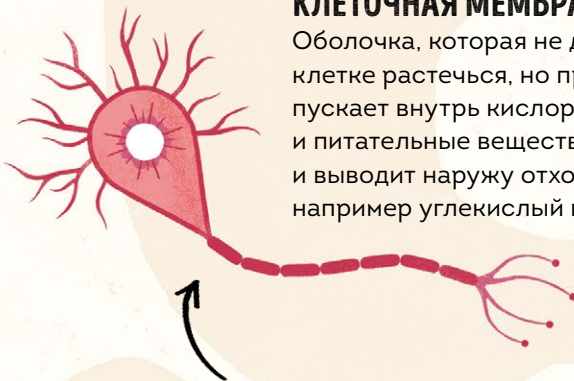 КЛЕТОЧНАЯ
Оболочка, которая не
клетке растечься, но
пускает внутрь
и питательные
и выводит наружу
например углекислый